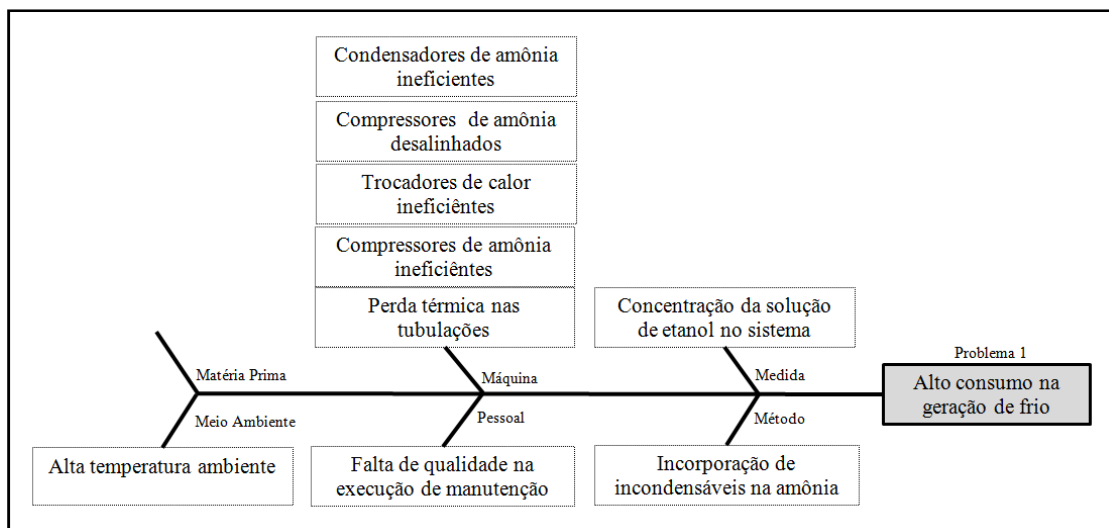 Condensadores de amônia
ineficientes
Compressores de amônia
desalinhados
Trocadores de calor
ineficiêntes
Compressores de amônia
ineficiêntes
Perda térmica nas
tubulações
Concentração da solução
de etanol no sistema
Problema 1
Matéria Prima
Máquina
Medida
Alto consumo na
geração de frio
Meio Ambiente
Pessoal
Método
Alta temperatura ambiente
Falta de qualidade na
execução de manutenção
Incorporação de
incondensáveis na amônia